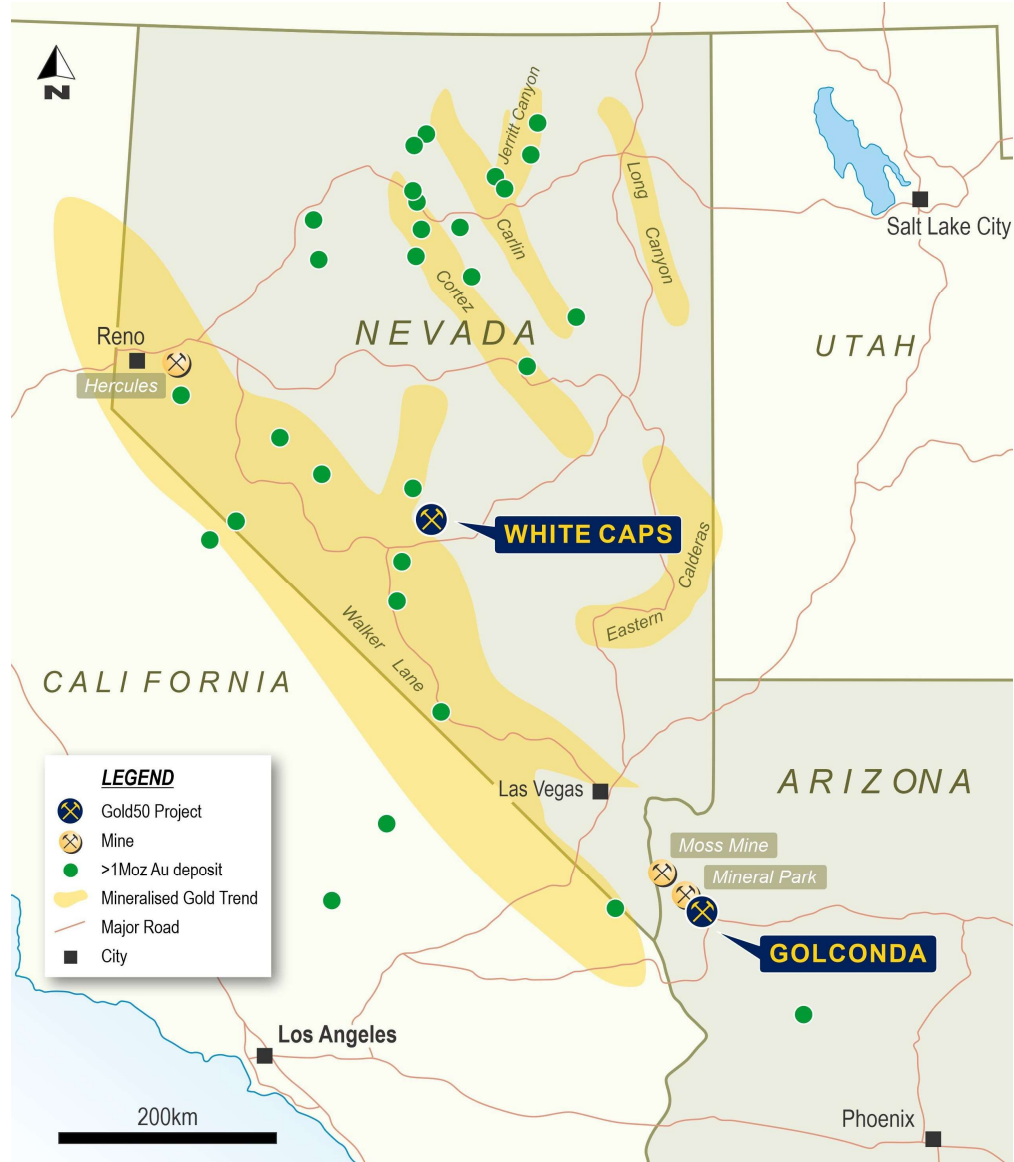 N
Jerritt Canyon
Long
Canyon
Carlin
Cortez
Salt Lake City
NEVADA
UTAH
Reno
Hercules
WHITE CAPS
Calderas
Eastern
Walker
Lane
CALIFORNIA
LEGEND
Gold50 Project
Mine
>1Moz Au deposit
Mineralised Gold Trend
Major Road
City
Las Vegas
ARIZONA
Moss Mine
Mineral Park
GOLCONDA
Los Angeles
200km
Phoenix